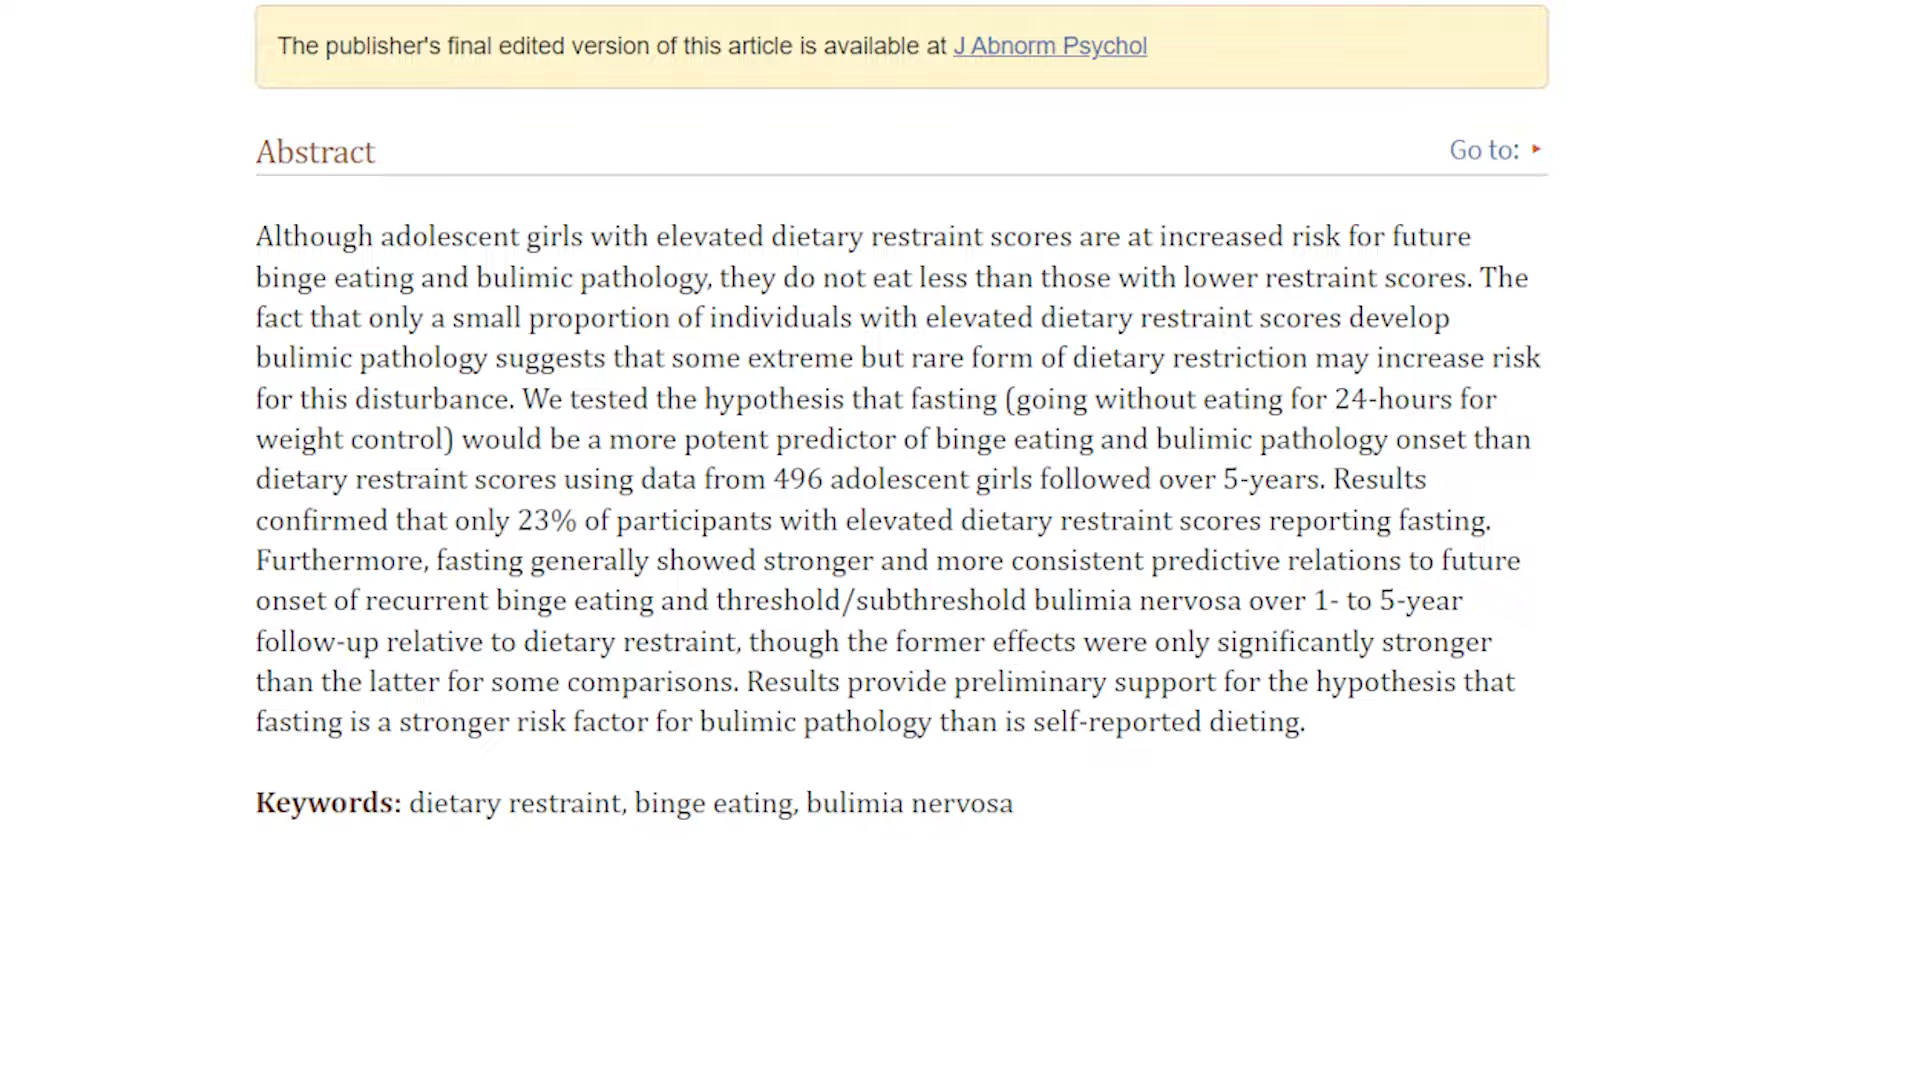 The publisher's final edited version of this article is available at J Abnorm Psychol
Abstract
Go to:
Although adolescent girls with elevated dietary restraint scores are at increased risk for future
binge eating and bulimic pathology, they do not eat less than those with lower restraint scores. The
fact that only a small proportion of individuals with elevated dietary restraint scores develop
bulimic pathology suggests that some extreme but rare form of dietary restriction may increase risk
for this disturbance. We tested the hypothesis that fasting (going without eating for 24-hours for
weight control) would be a more potent predictor of binge eating and bulimic pathology onset than
dietary restraint scores using data from 496 adolescent girls followed over 5-years. Results
confirmed that only 23% of participants with elevated dietary restraint scores reporting fasting.
Furthermore, fasting generally showed stronger and more consistent predictive relations to future
onset of recurrent binge eating and threshold/subthreshold bulimia nervosa over 1- to 5-year
follow-up relative to dietary restraint, though the former effects were only significantly stronger
than the latter for some comparisons. Results provide preliminary support for the hypothesis that
fasting is a stronger risk factor for bulimic pathology than is self-reported dieting.
Keywords: dietary restraint, binge eating, bulimia nervosa